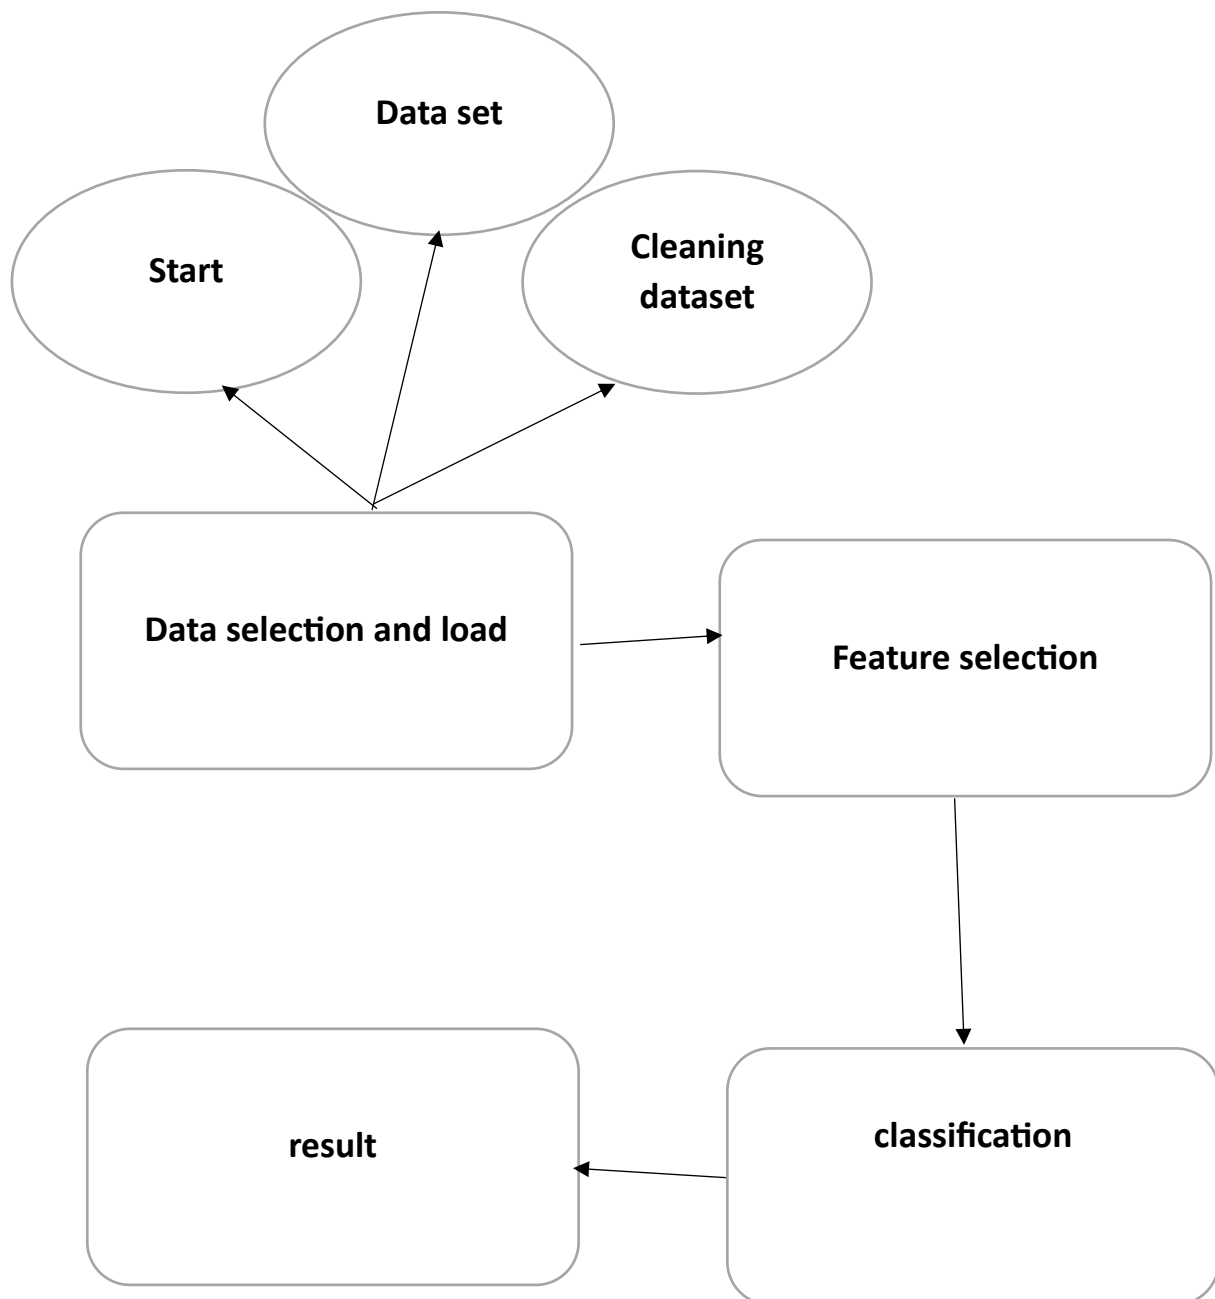 Data set
Start
Cleaning
dataset
Data selection and load
Feature selection
classification
result